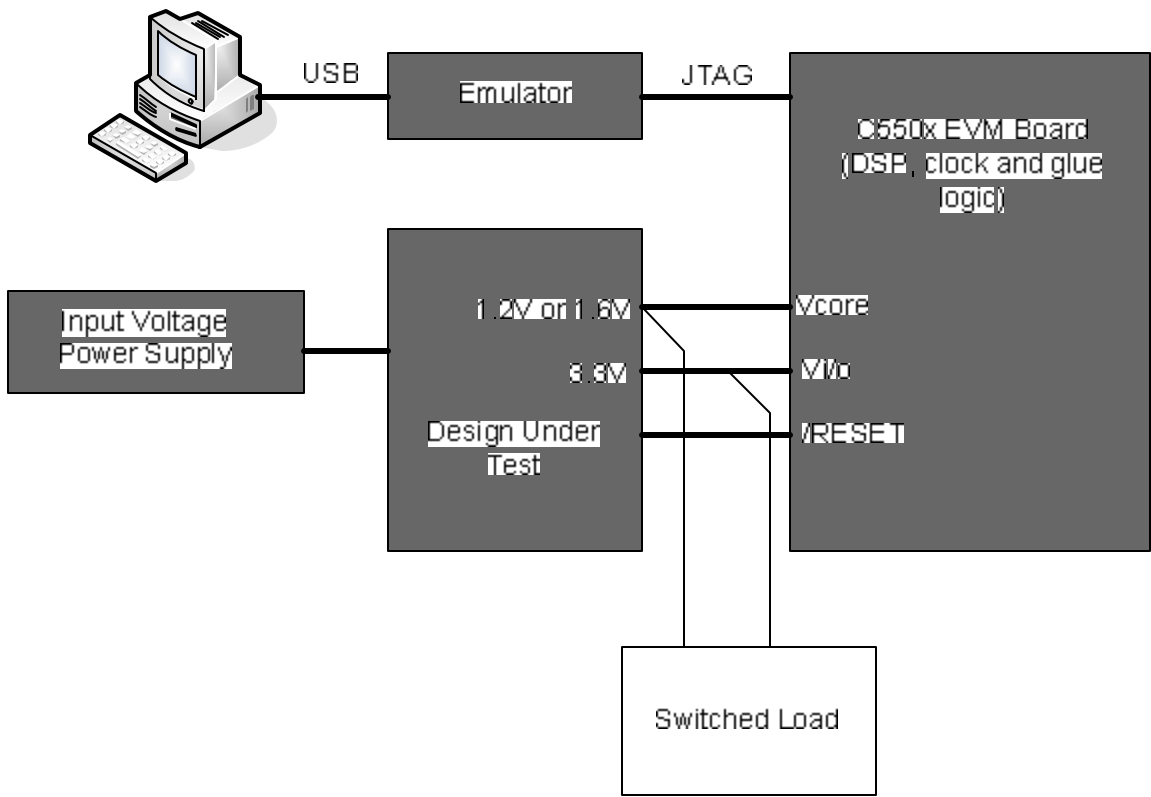 USB
Emulator
JTAG
C550x EVM Board
(DSP, clock and glue
logic)
Input Voltage
Power Supply
1.2V or 1.6V
3.3V
Design Under
Test
Vcore
VI/o
/RESET
Switched Load